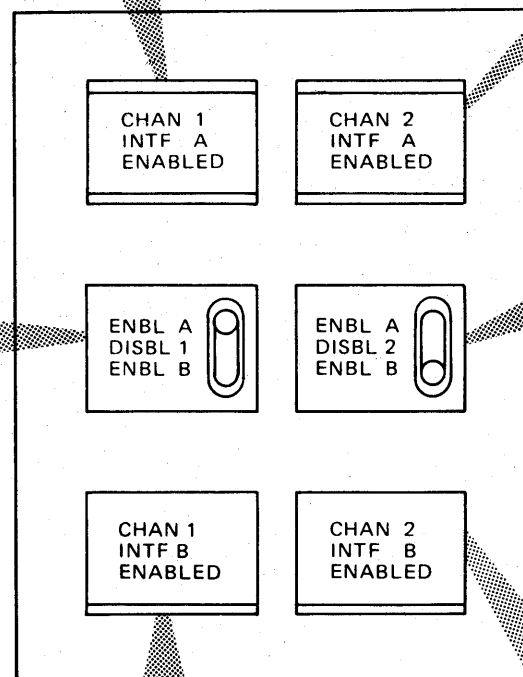 CHAN 1
INTF A
ENABLED
CHAN 2
INTF A
ENABLED
ENBL A
DISBL 1
ENBL B
ENBL A
DISBL 2
ENBL B
CHAN 1
INTF B
ENABLED
CHAN 2
INTF B
ENABLED